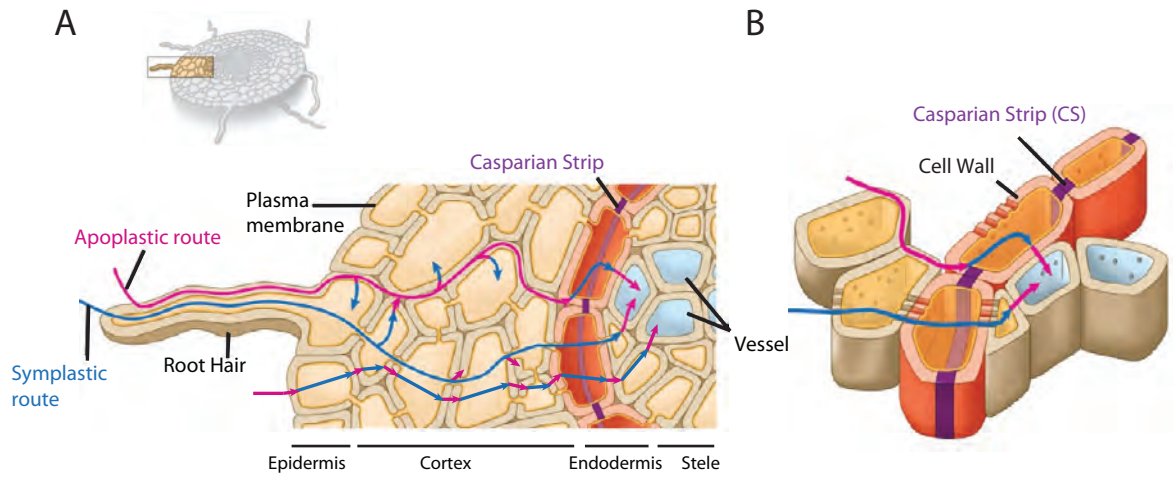 A
B
Casparian Strip (CS)
Casparian Strip
Cell Wall
Plasma
membrane
Apoplastic route
Root Hair
Vessel
Symplastic
route
Epidermis
Cortex
Endodermis
Stele